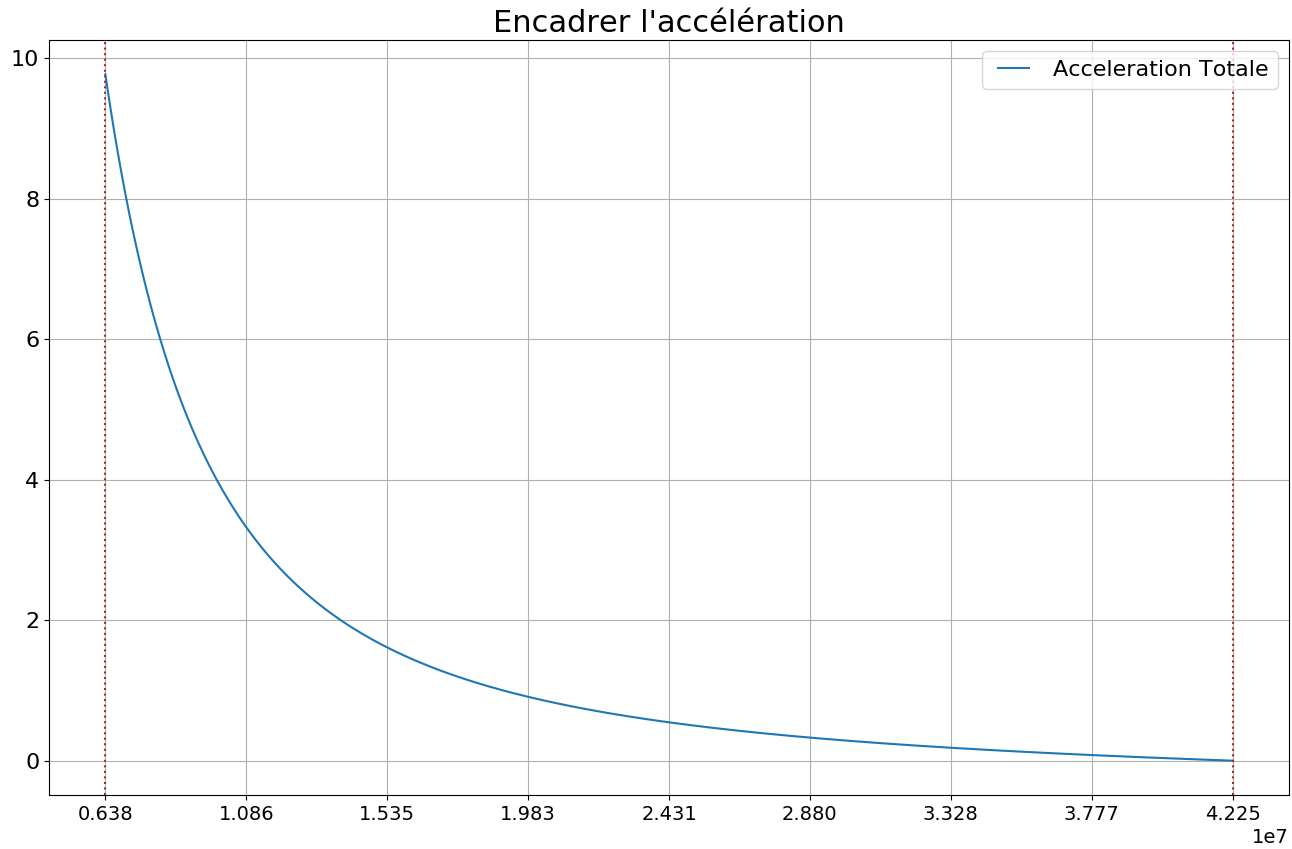 Encadrer l'accélération
Acceleration Totale
10
8
6
4
2
0
0.638 1.086 1.535 1.983 2.431 2.880 3.328 3.777 4.225
1e7